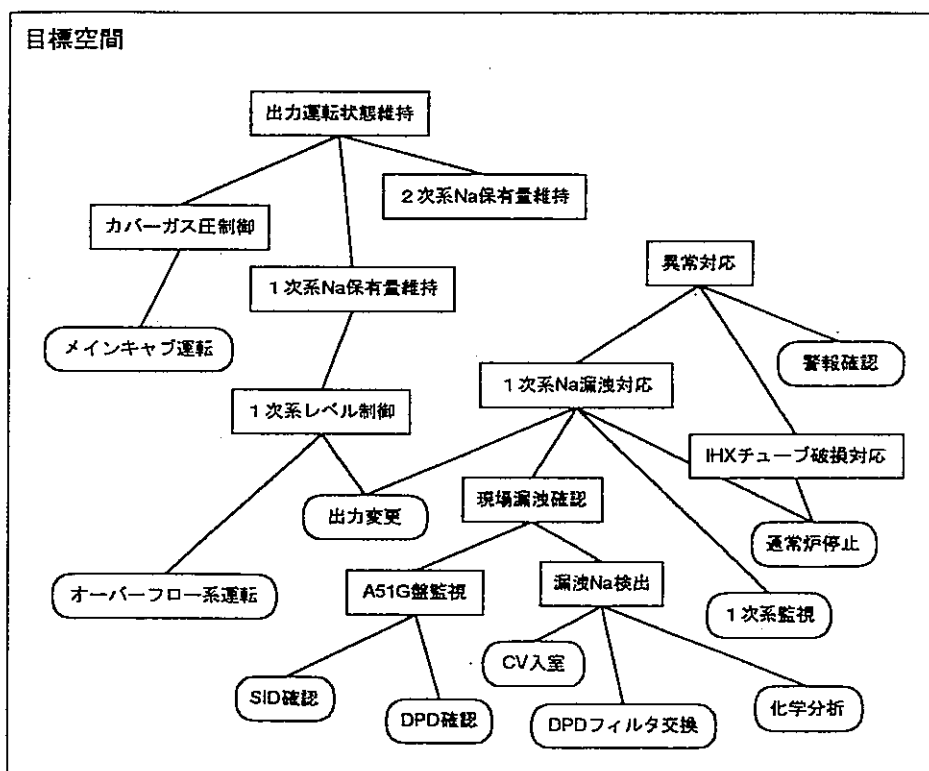 目標空間
出力運転状態維持
２次系Na保有量維持
カバーガス圧制御
異常対応
１次系Na保有量維持
メインキャブ運転
警報確認
１次系Na漏洩対応
１次系レベル制御
IHXチューブ破損対応
現場漏洩確認
出力変更
通常炉停止
A51G盤監視
漏洩Na検出
オーバーフロー系運転
１次系監視
CV入室
SID確認
化学分析
DPD確認
DPDフィルタ交換